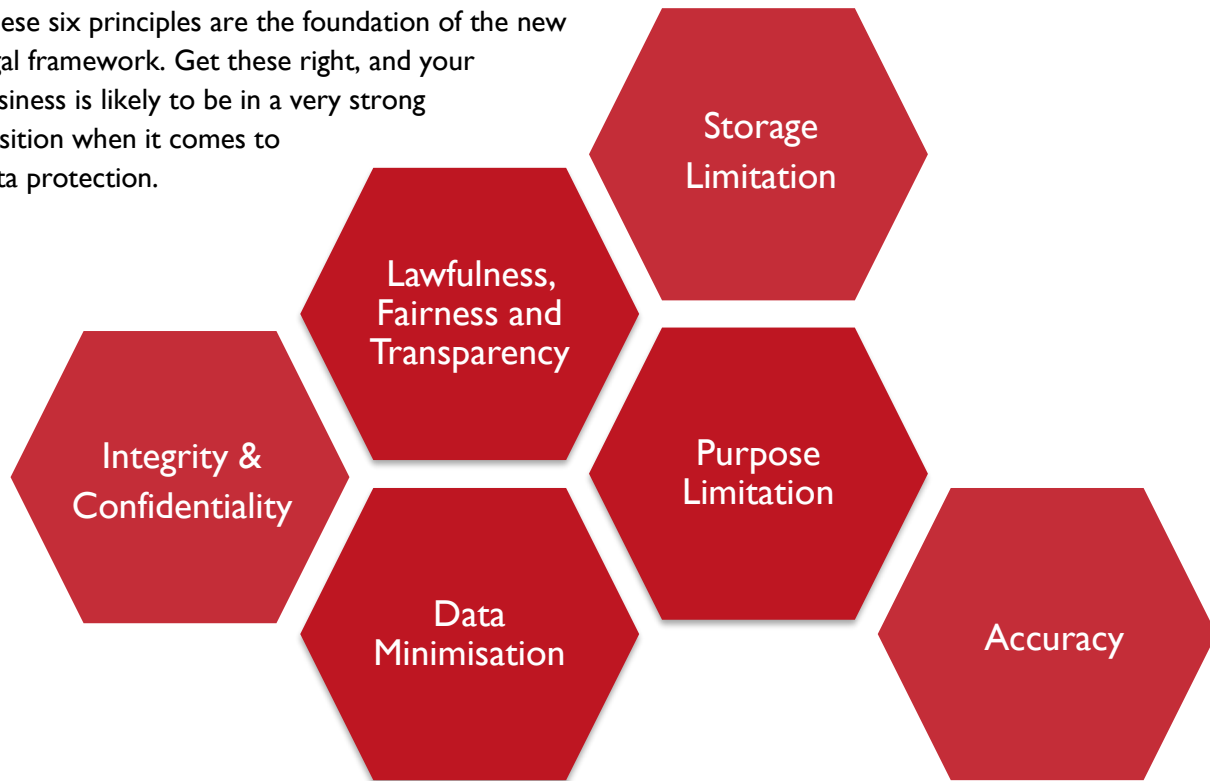 ese six principles are the foundation of the new
gal framework. Get these right, and your
siness is likely to be in a very strong
sition when it comes to
ta protection.
Storage
Limitation
Lawfulness,
Fairness and
Transparency
Integrity &
Confidentiality
Purpose
Limitation
Data
Minimisation
Accuracy